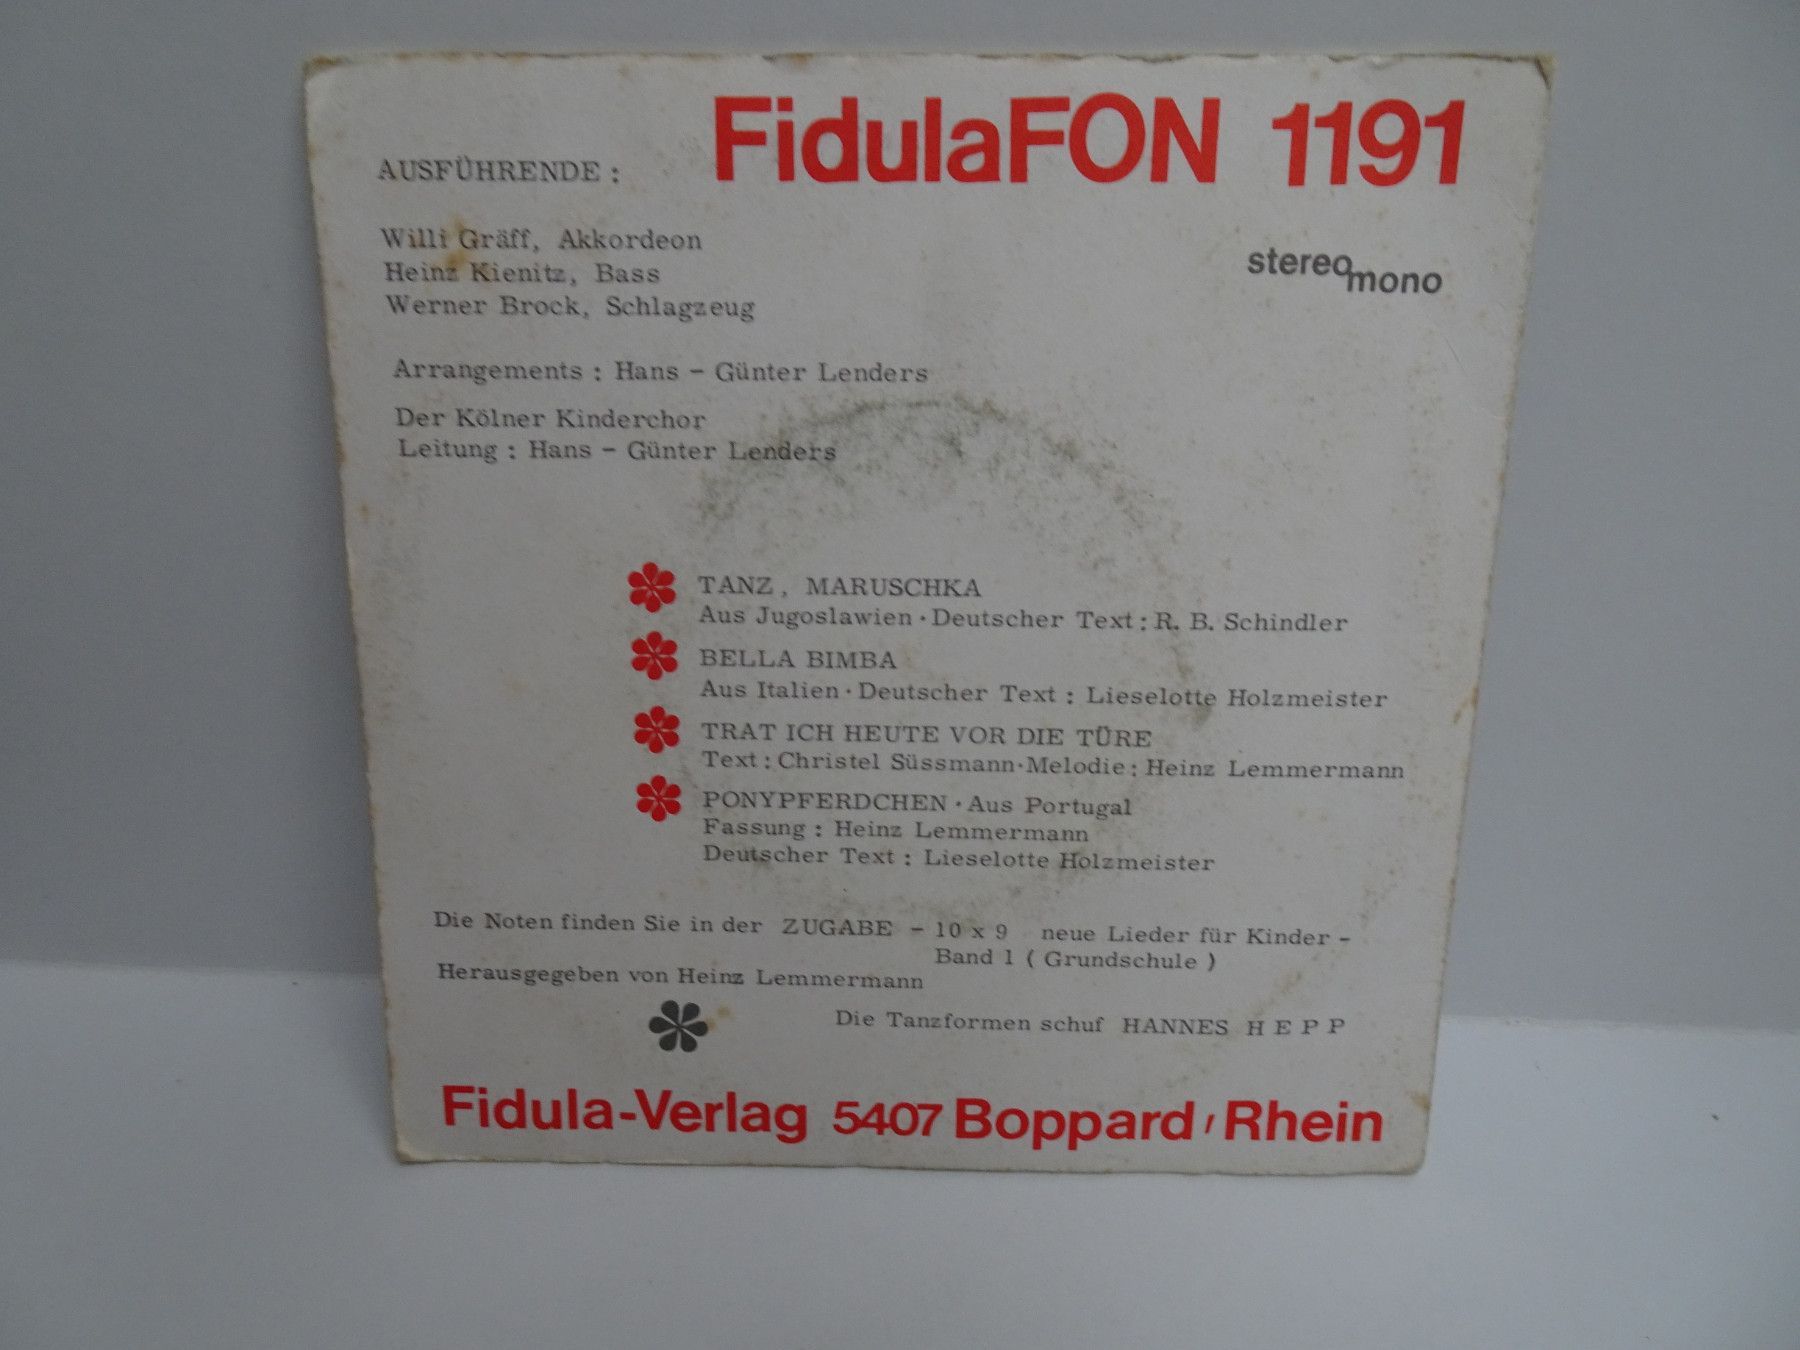 FidulaFON 1191
AUSFÜHRENDE :
stereo mono
Willi Gräff, Akkordeon
Heinz Kienitz, Bass
Werner Brock, Schlagzeug
Arrangements : Hans - Günter Lenders
Der Kölner Kinderchor
Leitung : Hans - Günter Lenders
TANZ, MARUSCHKA
Aus Jugoslawien · Deutscher Text : R. B. Schindler
BELLA BIMBA
Aus Italien · Deutscher Text : Lieselotte Holzmeister
TRAT ICH HEUTE VOR DIE TÜRE
Text : Christel Süssmann · Melodie : Heinz Lemmermann
PONYPFERDCHEN · Aus Portugal
Fassung : Heinz Lemmermann
Deutscher Text : Lieselotte Holzmeister
Die Noten finden Sie in der ZUGABE - 10 x 9 neue Lieder für Kinder -
Band 1 ( Grundschule )
Herausgegeben von Heinz Lemmermann
Die Tanzformen schuf HANNES HEPP
Fidula-Verlag 5407 Boppard / Rhein